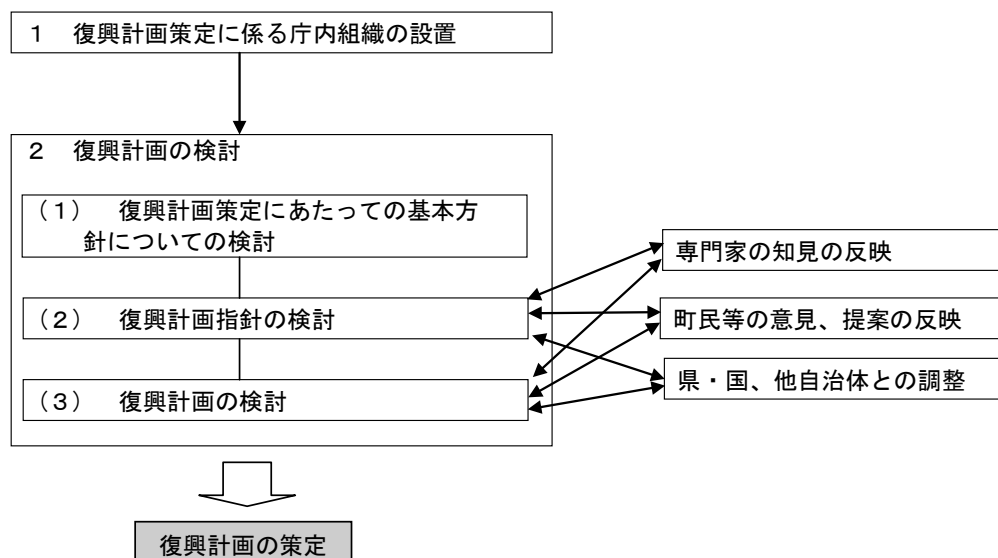 １　復興計画策定に係る庁内組織の設置
２　復興計画の検討
（１）　復興計画策定にあたっての基本方
針についての検討
（２）　復興計画指針の検討
（３）　復興計画の検討
専門家の知見の反映
町民等の意見、提案の反映
県・国、他自治体との調整
復興計画の策定